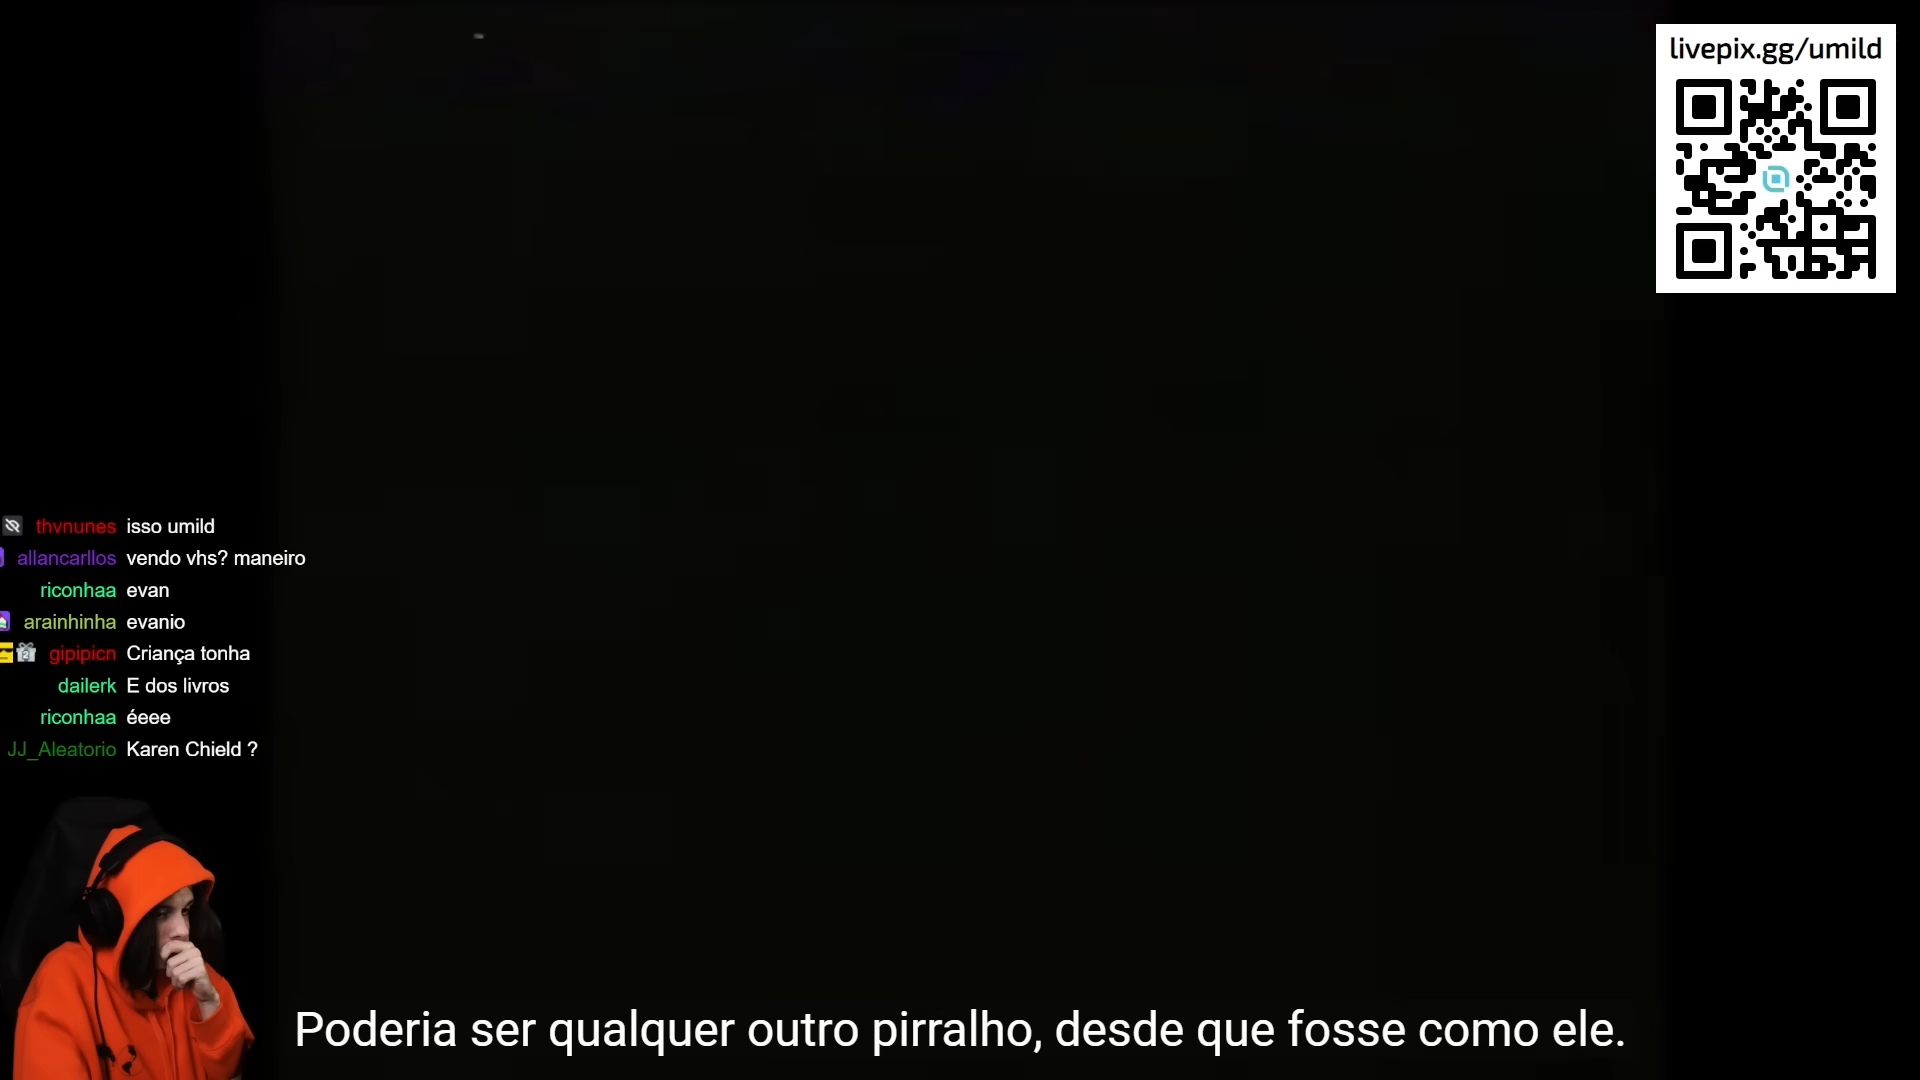 livepix.gg/umild
thvnunes isso umild
allancarllos vendo vhs? maneiro
riconhaa evan
arainhinha evanio
gipipicn Criança tonha
dailerk E dos livros
riconhaa éeee
JJ_Aleatorio Karen Chield ?
Poderia ser qualquer outro pirralho, desde que fosse como ele.